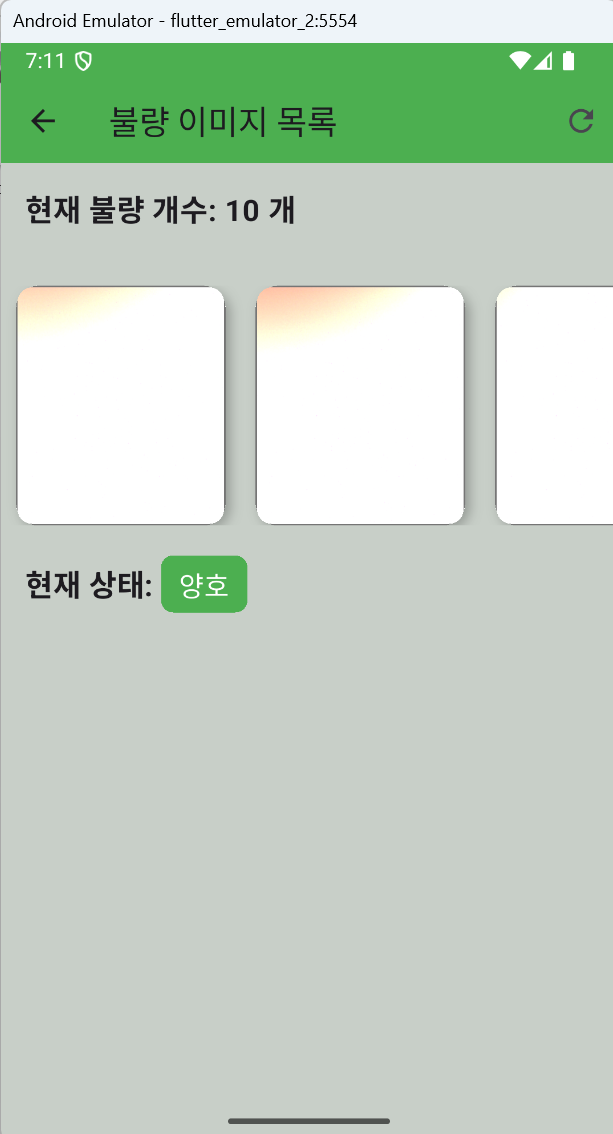 Android Emulator - flutter_emulator_2:5554
7:11
불량 이미지 목록
현재 불량 개수: 10 개
현재 상태: 양호